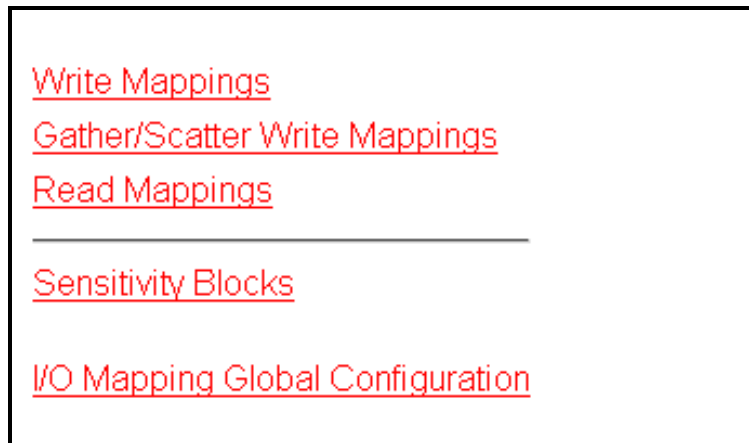 Write Mappings
Gather/Scatter Write Mappings
Read Mappings
Sensitivity Blocks
I/O Mapping Global Configuration